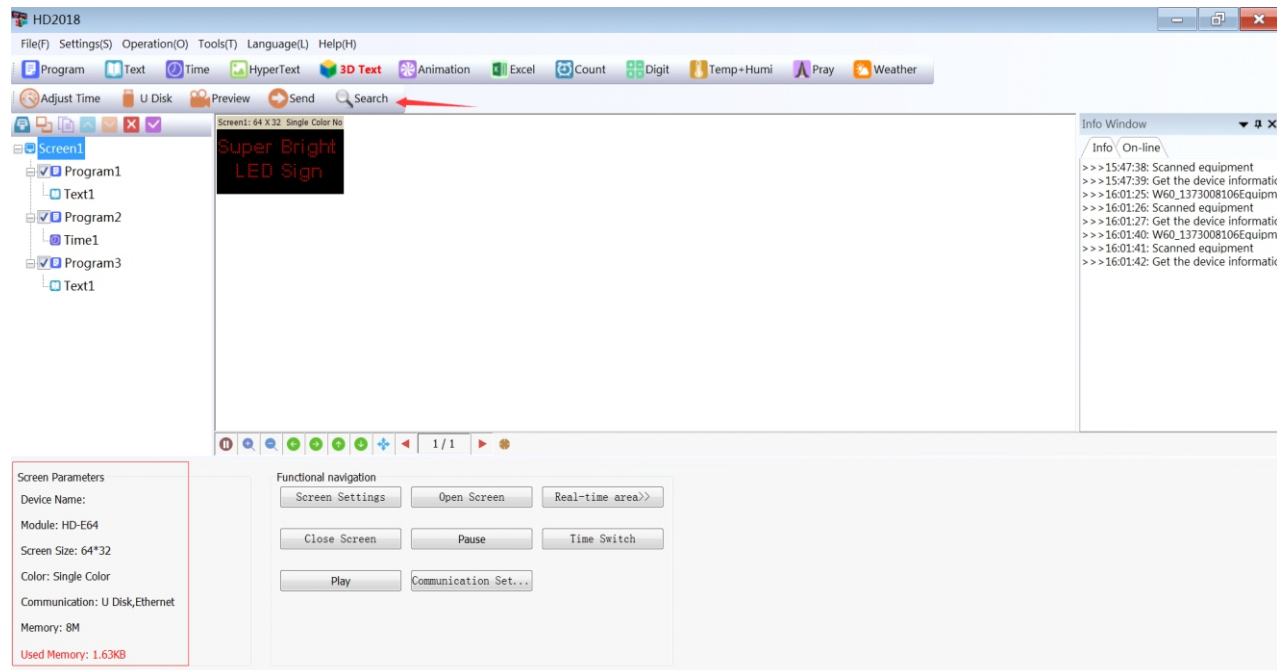 HD2018
File(F) Settings(S) Operation(O) Tools(T) Language(L) Help(H)
Program Text Time HyperText 3D Text Animation Excel Count Digit Temp+Humi Pray Weather
Adjust Time U Disk Preview Send Search
Screen1
Program1
Text1
Program2
Time1
Program3
Text1
Screen1: 64 X 32 Single Color No
Super Bright
LED Sign
1/1
Info Window
Info On-line
>>>15:47:38: Scanned equipment
>>>15:47:39: Get the device informatic
>>>16:01:25: W60_1373008106Equipm
>>>16:01:26: Scanned equipment
>>>16:01:27: Get the device informatic
>>>16:01:40: W60_1373008106Equipm
>>>16:01:41: Scanned equipment
>>>16:01:42: Get the device informatic
Screen Parameters
Device Name:
Module: HD-E64
Screen Size: 64*32
Color: Single Color
Communication: U Disk,Ethernet
Memory: 8M
Used Memory: 1.63KB
Functional navigation
Screen Settings Open Screen Real-time area>>
Close Screen Pause Time Switch
Play Communication Set...